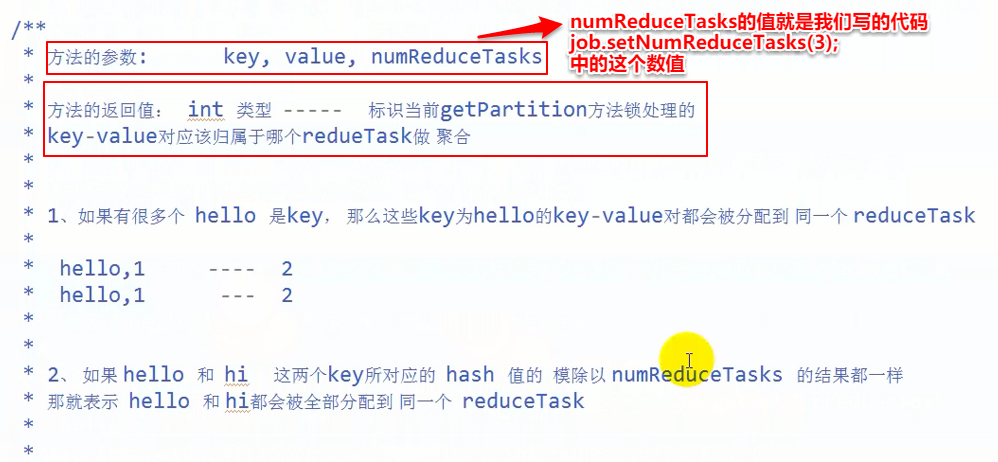 numReduceTasks的值就是我们写的代码
job.setNumReduceTasks(3);
中的这个数值
/**
* 方法的参数: key, value, numReduceTasks
*
* 方法的返回值： int 类型 ----- 标识当前getPartition方法锁处理的
* key-value对应该归属于哪个redueTask做 聚合
*
*
* 1、如果有很多个 hello 是key， 那么这些key为hello的key-value对都会被分配到 同一个 reduceTask
*
* hello,1 ---- 2
* hello,1 --- 2
*
*
* 2、 如果 hello 和 hi 这两个key所对应的 hash 值的 模除以 numReduceTasks 的结果都一样
* 那就表示 hello 和 hi都会被全部分配到 同一个 reduceTask
*
*